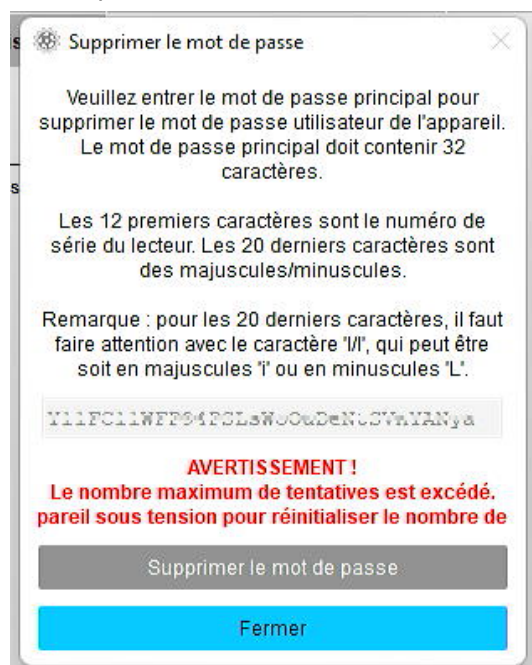 Supprimer le mot de passe
Veuillez entrer le mot de passe principal pour
supprimer le mot de passe utilisateur de l'appareil.
Le mot de passe principal doit contenir 32
caractères.
Les 12 premiers caractères sont le numéro de
série du lecteur. Les 20 derniers caractères sont
des majuscules/minuscules.
Remarque : pour les 20 derniers caractères, il faut
faire attention avec le caractère 'I/l', qui peut être
soit en majuscules 'i' ou en minuscules 'L'.
AVERTISSEMENT !
Le nombre maximum de tentatives est excédé.
pareil sous tension pour réinitialiser le nombre de
Supprimer le mot de passe
Fermer